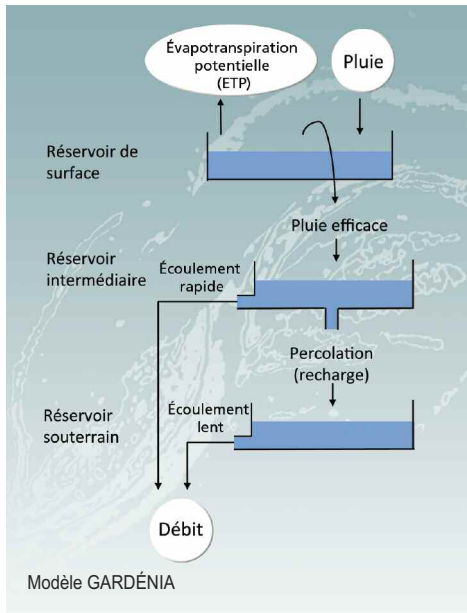 Évapotranspiration
potentielle
(ETP)
Pluie
Réservoir de
surface
Pluie efficace
Réservoir
intermédiaire
Écoulement
rapide
Percolation
(recharge)
Réservoir
souterrain
Écoulement
lent
Débit
Modèle GARDÉNIA